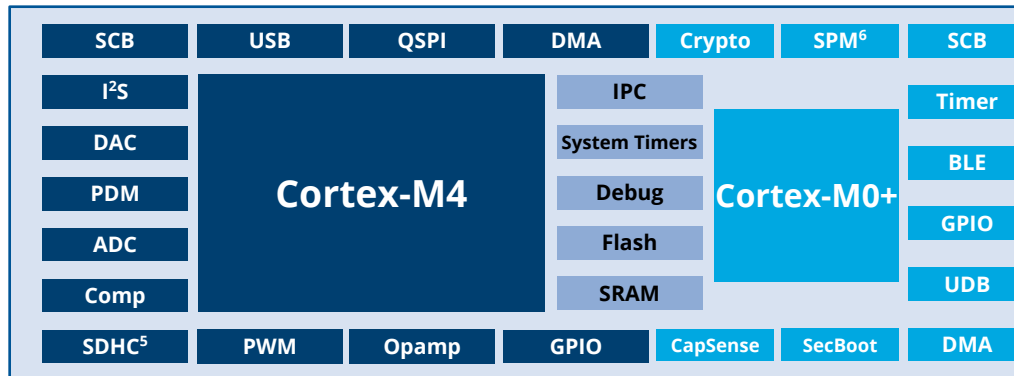 SCB USB QSPI DMA Crypto SPM⁶ SCB
I²S IPC Timer
DAC System Timers
PDM Cortex-M4 Debug Cortex-M0+ BLE
ADC Flash GPIO
Comp SRAM UDB
SDHC⁵ PWM Opamp GPIO CapSense SecBoot DMA